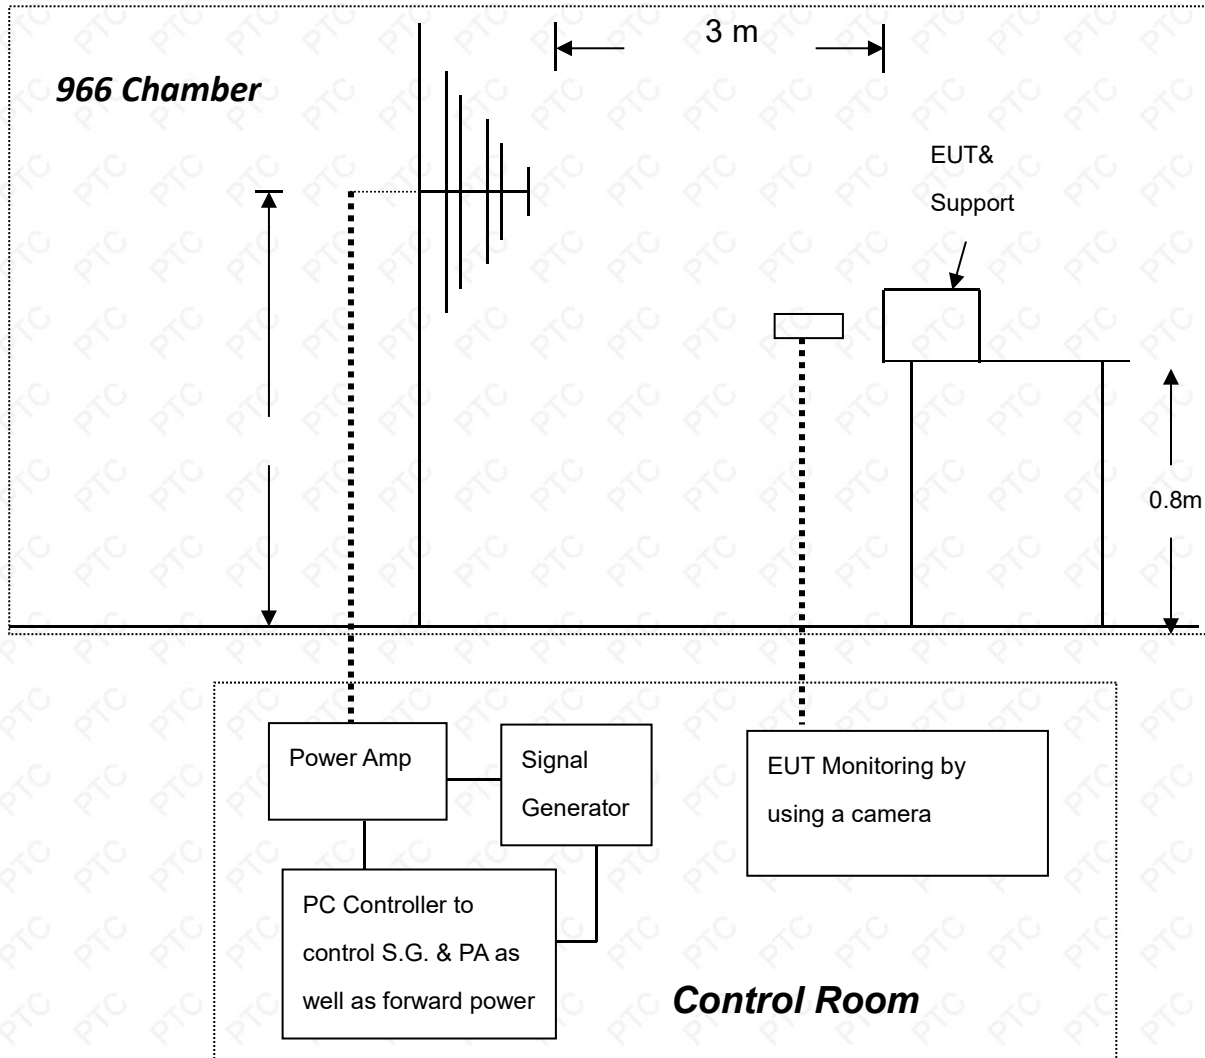 3 m
966 Chamber
EUT&
Support
0.8m
Power Amp
Signal
Generator
EUT Monitoring by
using a camera
PC Controller to
control S.G. & PA as
well as forward power
Control Room
PTC